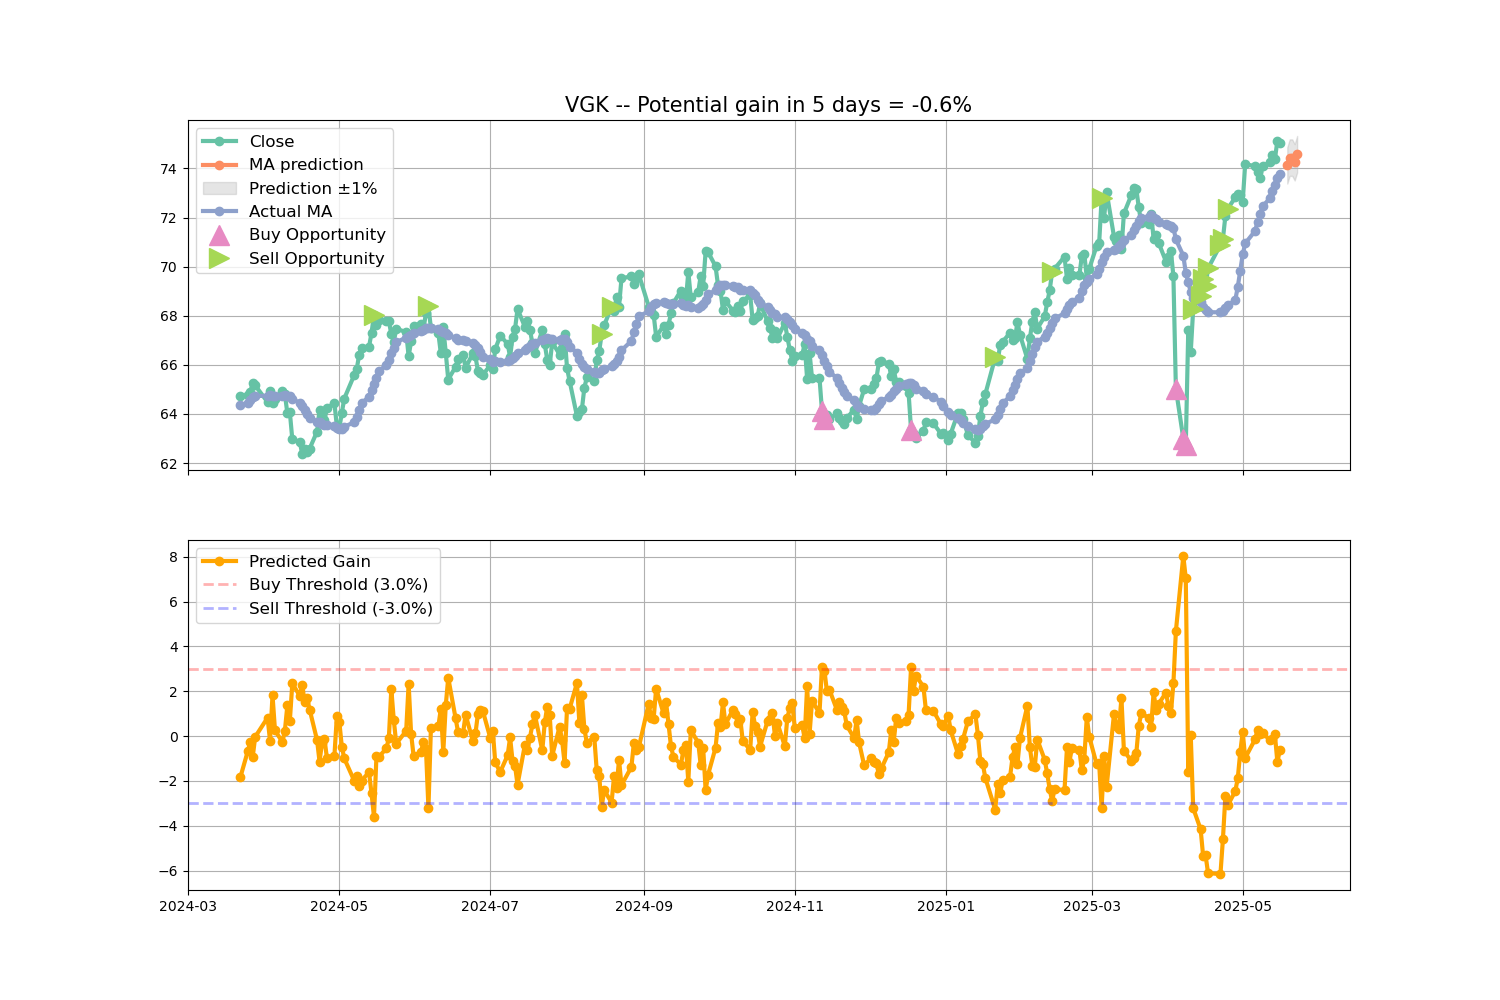 VGK -- Potential gain in 5 days = -0.6%
Close
MA prediction
Prediction ±1%
Actual MA
Buy Opportunity
Sell Opportunity
74
72
70
68
66
64
62
Predicted Gain
Buy Threshold (3.0%)
Sell Threshold (-3.0%)
8
6
4
2
0
−2
−4
−6
2024-03 2024-05 2024-07 2024-09 2024-11 2025-01 2025-03 2025-05